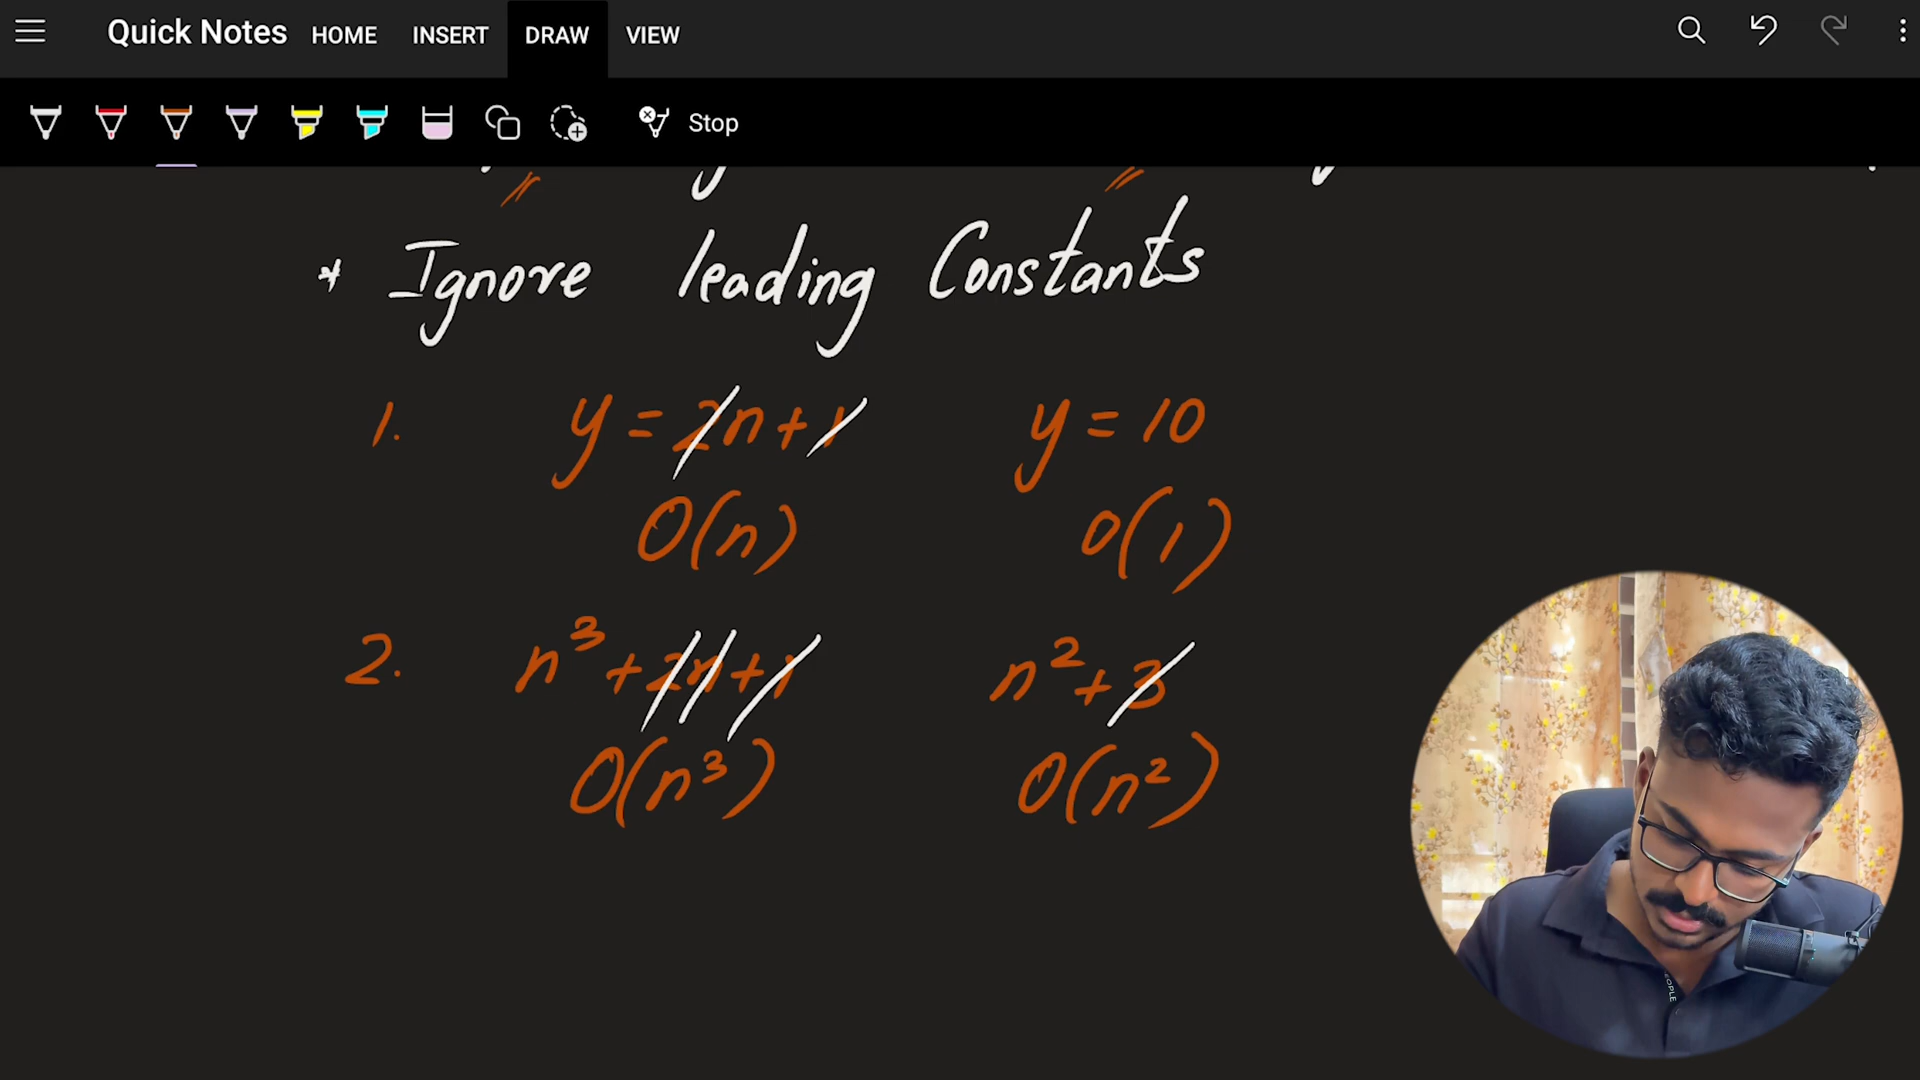 Quick Notes HOME INSERT DRAW VIEW
Stop
* Ignore leading Constants
1. y = 2n + 1 y = 10
O(n) O(1)
2. n³ + 2n + 1 n² + 3
O(n³) O(n²)
OPLE